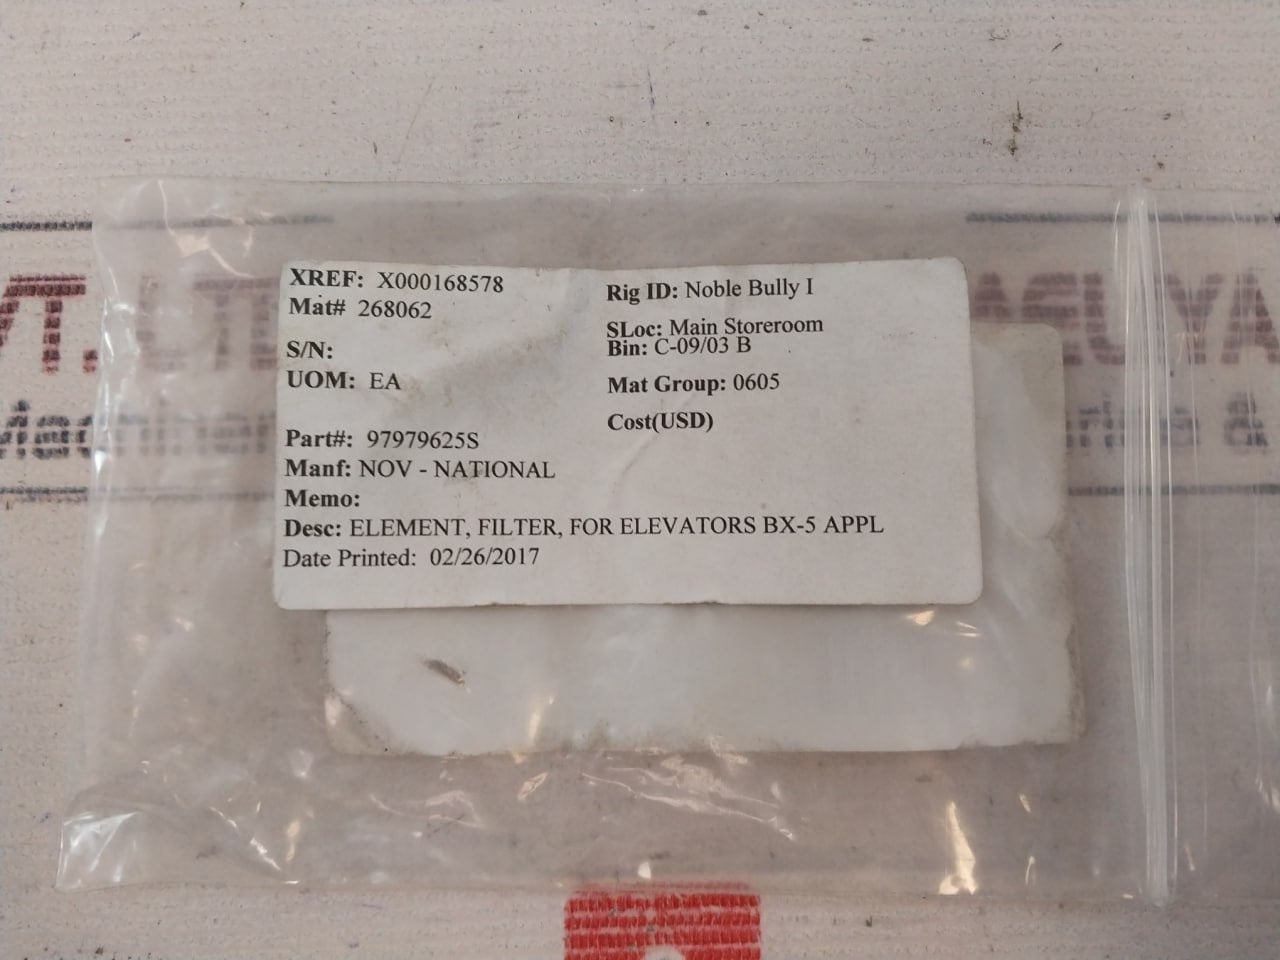 XREF: X000168578
Mat# 268062
S/N:
UOM: EA
Part#: 97979625S
Manf: NOV - NATIONAL
Memo:
Desc: ELEMENT, FILTER, FOR ELEVATORS BX-5 APPL
Date Printed: 02/26/2017
Rig ID: Noble Bully I
SLoc: Main Storeroom
Bin: C-09/03 B
Mat Group: 0605
Cost(USD)